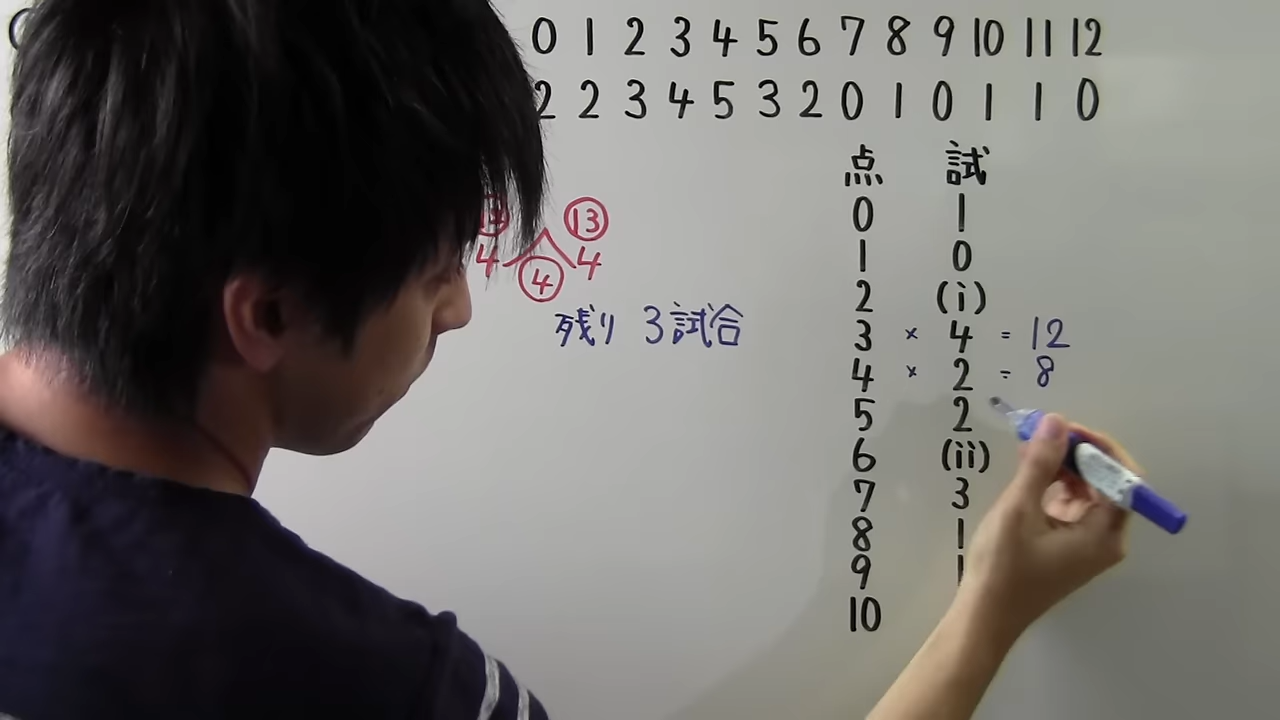 0 1 2 3 4 5 6 7 8 9 10 11 12
2 2 3 4 5 3 2 0 1 0 1 1 0
点 試
0 1
13
1 0
4 4
4
2 (i)
残り 3試合
3 × 4 = 12
4 × 2 = 8
5 2
6 (ii)
7 3
8 1
9 1
10